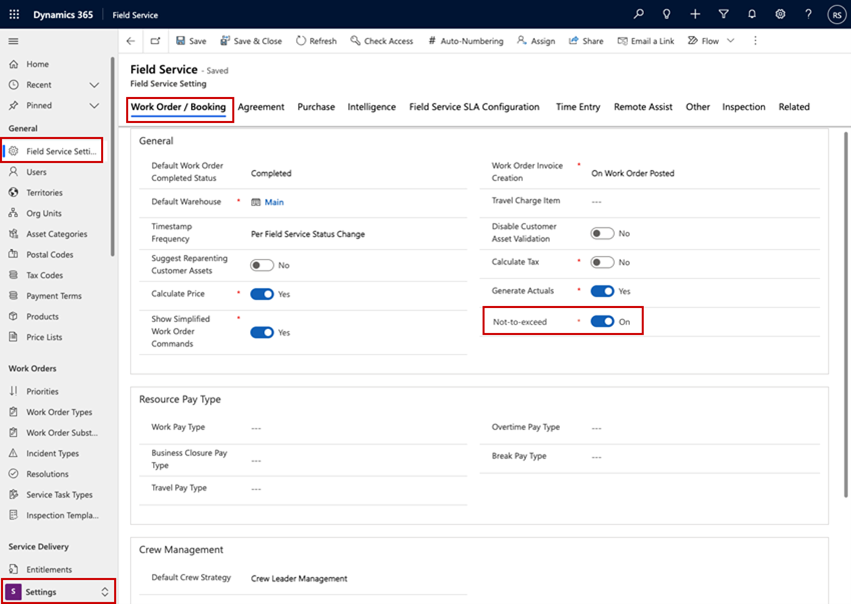 Dynamics 365 Field Service RS
Save Save & Close Refresh Check Access # Auto-Numbering Assign Share Email a Link Flow
Home
Recent
Pinned
General
Field Service Setti...
Users
Territories
Org Units
Asset Categories
Postal Codes
Tax Codes
Payment Terms
Products
Price Lists
Work Orders
Priorities
Work Order Types
Work Order Subst...
Incident Types
Resolutions
Service Task Types
Inspection Templa...
Service Delivery
Entitlements
S Settings
Field Service - Saved
Field Service Setting
Work Order / Booking Agreement Purchase Intelligence Field Service SLA Configuration Time Entry Remote Assist Other Inspection Related
General
Default Work Order
Completed Status
Completed
Default Warehouse * Main
Timestamp
Frequency
Per Field Service Status Change
Suggest Reparenting
Customer Assets
No
Calculate Price * Yes
Show Simplified *
Work Order
Commands
Yes
Work Order Invoice *
Creation
On Work Order Posted
Travel Charge Item ---
Disable Customer
Asset Validation
No
Calculate Tax * No
Generate Actuals * Yes
Not-to-exceed * On
Resource Pay Type
Work Pay Type ---
Business Closure Pay
Type
---
Travel Pay Type ---
Overtime Pay Type ---
Break Pay Type ---
Crew Management
Default Crew Strategy Crew Leader Management